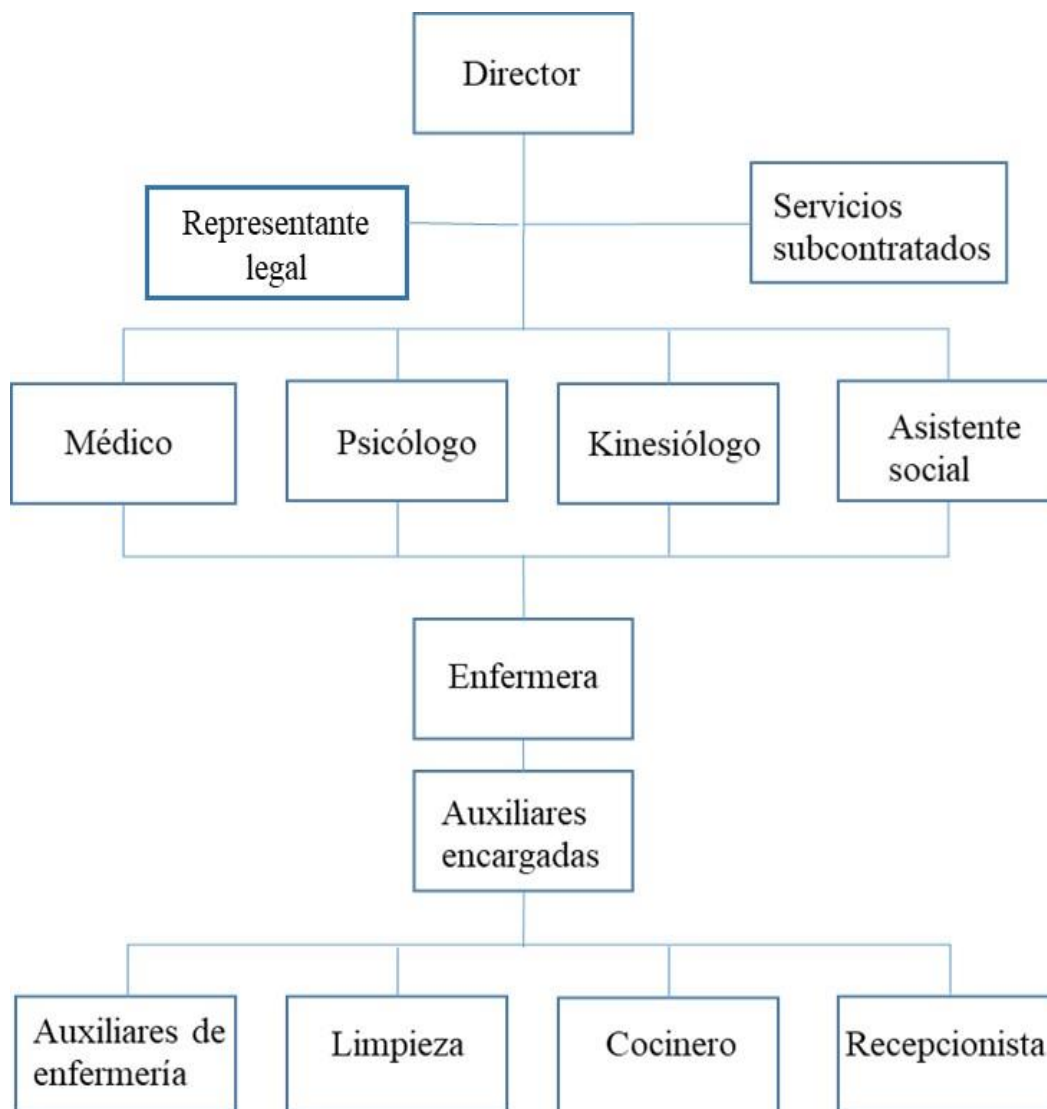 Director
Representante
legal
Servicios
subcontratados
Médico
Psicólogo
Kinesiólogo
Asistente
social
Enfermera
Auxiliares
encargadas
Auxiliares de
enfermería
Limpieza
Cocinero
Recepcionista